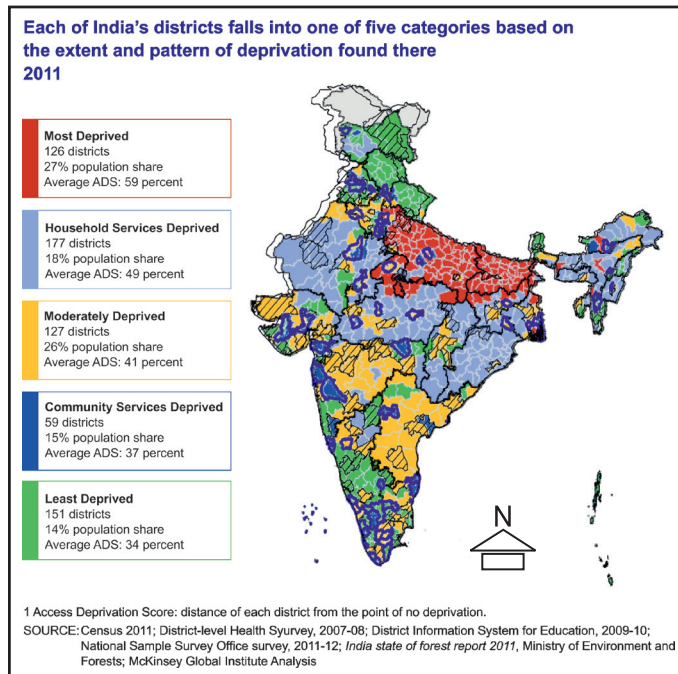 Each of India's districts falls into one of five categories based on
the extent and pattern of deprivation found there
2011
Most Deprived
126 districts
27% population share
Average ADS: 59 percent
Household Services Deprived
177 districts
18% population share
Average ADS: 49 percent
Moderately Deprived
127 districts
26% population share
Average ADS: 41 percent
Community Services Deprived
59 districts
15% population share
Average ADS: 37 percent
Least Deprived
151 districts
14% population share
Average ADS: 34 percent
N
1 Access Deprivation Score: distance of each district from the point of no deprivation.
SOURCE: Census 2011; District-level Health Syurvey, 2007-08; District Information System for Education, 2009-10;
National Sample Survey Office survey, 2011-12; India state of forest report 2011, Ministry of Environment and
Forests; McKinsey Global Institute Analysis